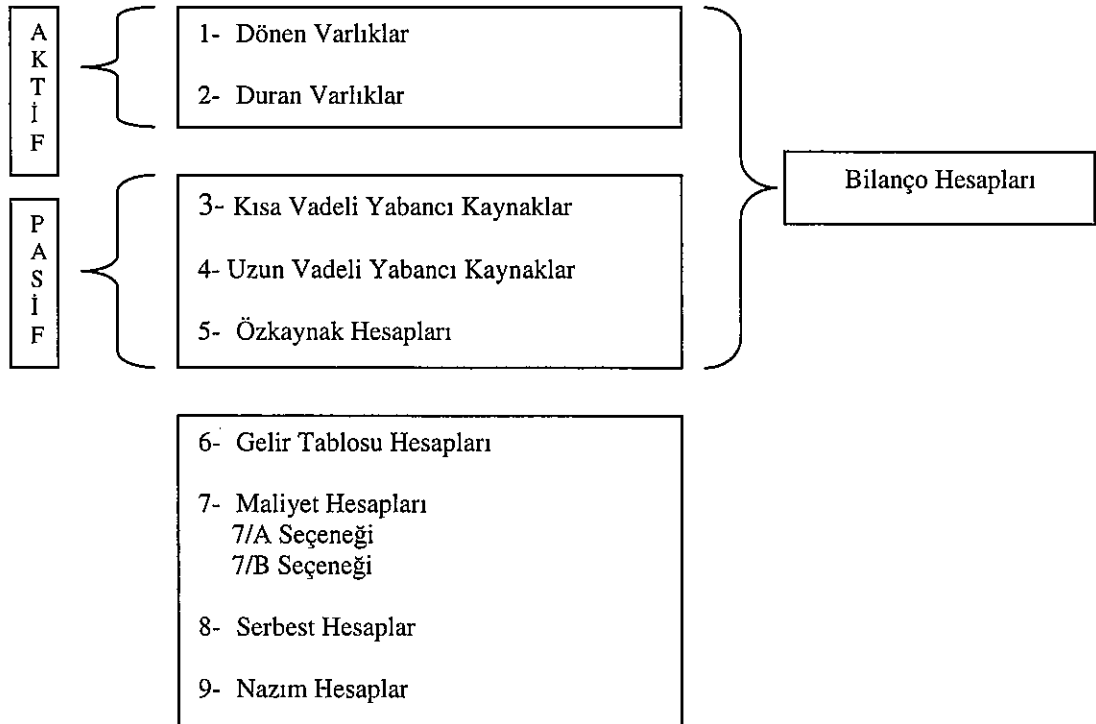 AKTİF
1- Dönen Varlıklar
2- Duran Varlıklar
PASİF
3- Kısa Vadeli Yabancı Kaynaklar
4- Uzun Vadeli Yabancı Kaynaklar
5- Özkaynak Hesapları
Bilanço Hesapları
6- Gelir Tablosu Hesapları
7- Maliyet Hesapları
7/A Seçeneği
7/B Seçeneği
8- Serbest Hesaplar
9- Nazım Hesaplar